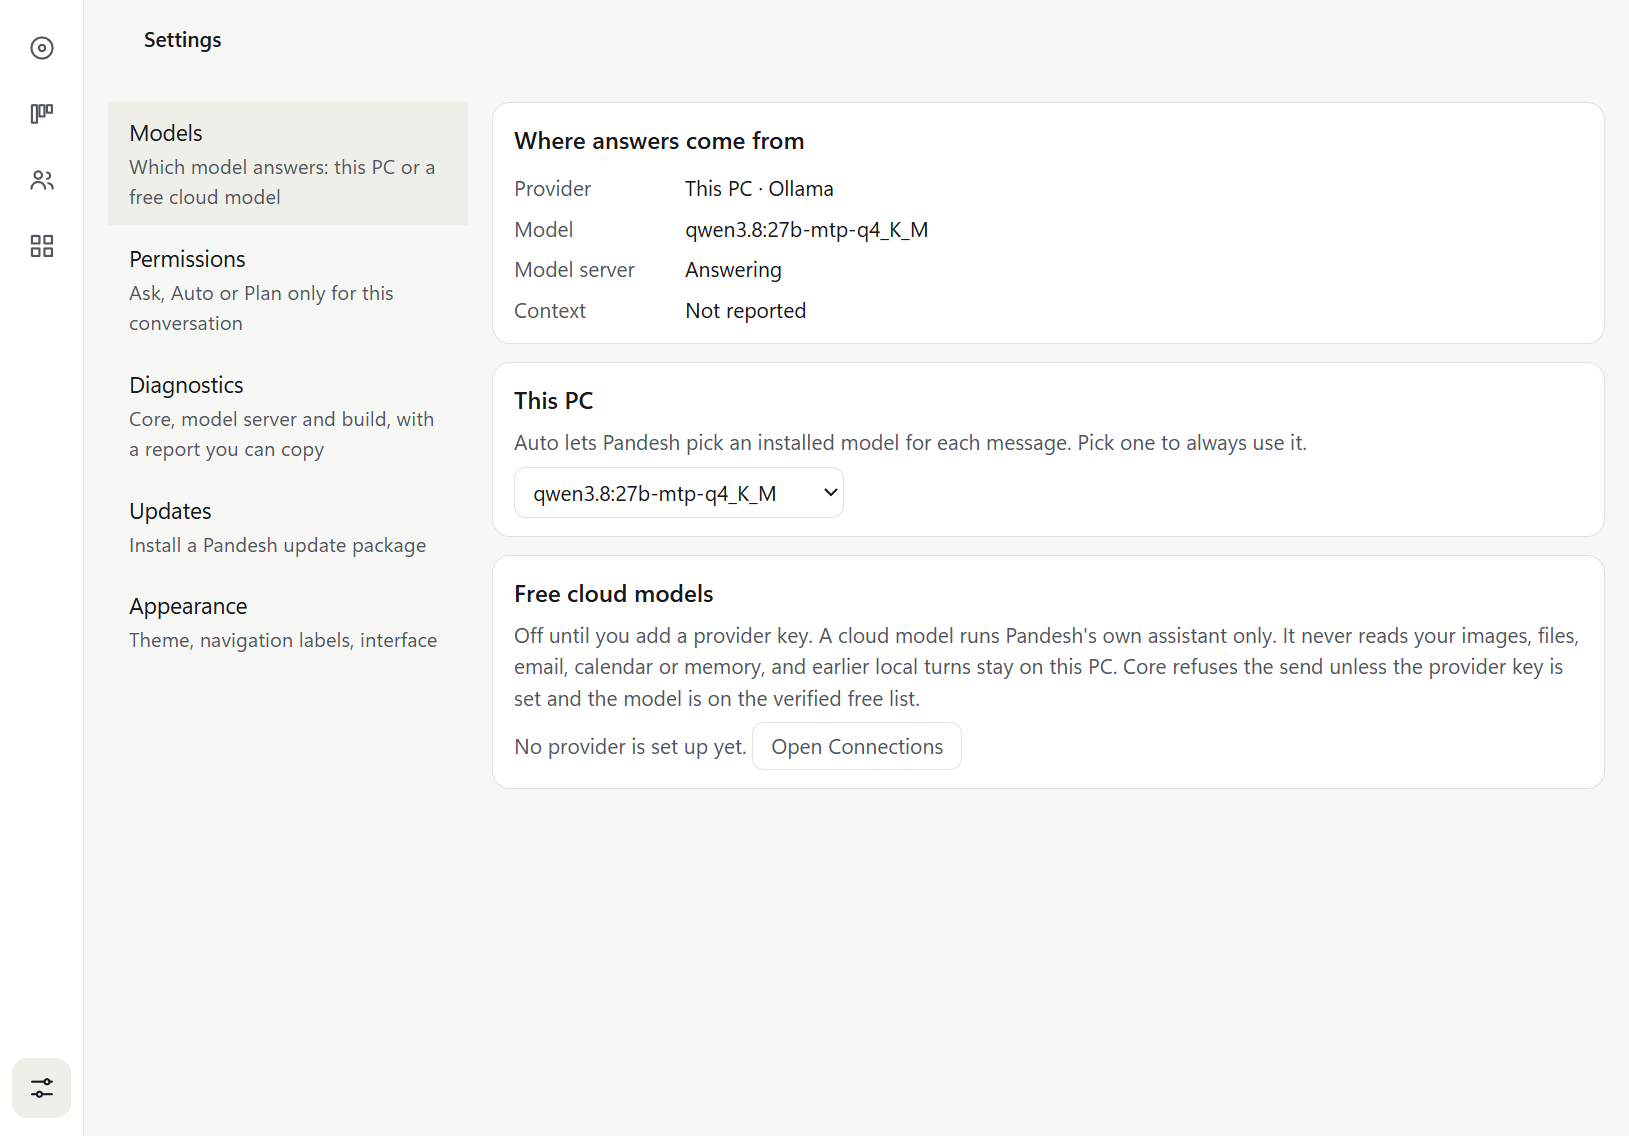 Settings
Models
Which model answers: this PC or a
free cloud model
Permissions
Ask, Auto or Plan only for this
conversation
Diagnostics
Core, model server and build, with
a report you can copy
Updates
Install a Pandesh update package
Appearance
Theme, navigation labels, interface
Where answers come from
Provider This PC · Ollama
Model qwen3.8:27b-mtp-q4_K_M
Model server Answering
Context Not reported
This PC
Auto lets Pandesh pick an installed model for each message. Pick one to always use it.
qwen3.8:27b-mtp-q4_K_M
Free cloud models
Off until you add a provider key. A cloud model runs Pandesh's own assistant only. It never reads your images, files,
email, calendar or memory, and earlier local turns stay on this PC. Core refuses the send unless the provider key is
set and the model is on the verified free list.
No provider is set up yet. Open Connections